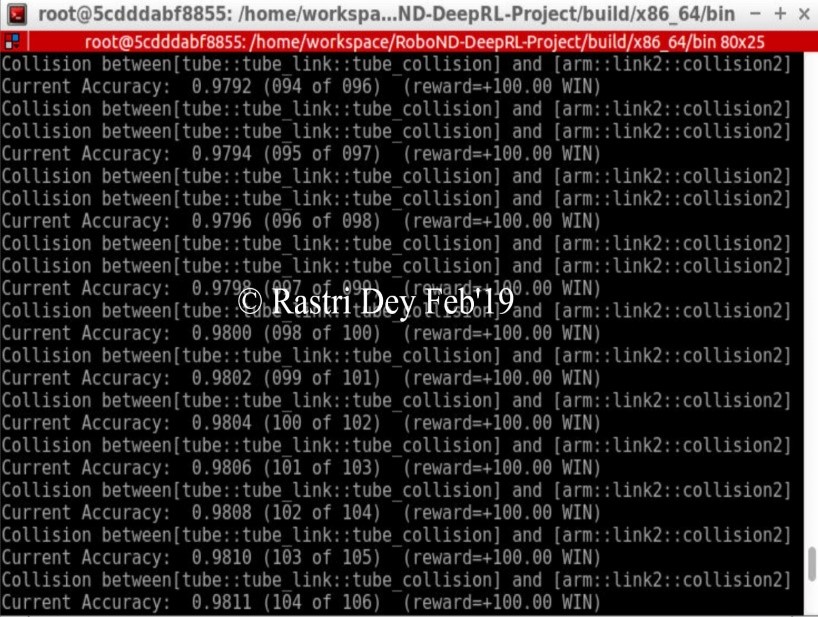 root@5cdddabf8855: /home/workspa...ND-DeepRL-Project/build/x86_64/bin
root@5cdddabf8855: /home/workspace/RoboND-DeepRL-Project/build/x86_64/bin 80x25
Collision between[tube::tube_link::tube_collision] and [arm::link2::collision2]
Current Accuracy:  0.9792 (094 of 096)  (reward=+100.00 WIN)
Collision between[tube::tube_link::tube_collision] and [arm::link2::collision2]
Collision between[tube::tube_link::tube_collision] and [arm::link2::collision2]
Current Accuracy:  0.9794 (095 of 097)  (reward=+100.00 WIN)
Collision between[tube::tube_link::tube_collision] and [arm::link2::collision2]
Collision between[tube::tube_link::tube_collision] and [arm::link2::collision2]
Current Accuracy:  0.9796 (096 of 098)  (reward=+100.00 WIN)
Collision between[tube::tube_link::tube_collision] and [arm::link2::collision2]
Collision between[tube::tube_link::tube_collision] and [arm::link2::collision2]
Current Accuracy: (reward=+100.00 WIN)
© Rastri Dey Feb'19
Collision between[tube:: and [arm::link2::collision2]
Current Accuracy:  0.9800 (098 of 100)  (reward=+100.00 WIN)
Collision between[tube::tube_link::tube_collision] and [arm::link2::collision2]
Current Accuracy:  0.9802 (099 of 101)  (reward=+100.00 WIN)
Collision between[tube::tube_link::tube_collision] and [arm::link2::collision2]
Current Accuracy:  0.9804 (100 of 102)  (reward=+100.00 WIN)
Collision between[tube::tube_link::tube_collision] and [arm::link2::collision2]
Current Accuracy:  0.9806 (101 of 103)  (reward=+100.00 WIN)
Collision between[tube::tube_link::tube_collision] and [arm::link2::collision2]
Current Accuracy:  0.9808 (102 of 104)  (reward=+100.00 WIN)
Collision between[tube::tube_link::tube_collision] and [arm::link2::collision2]
Current Accuracy:  0.9810 (103 of 105)  (reward=+100.00 WIN)
Collision between[tube::tube_link::tube_collision] and [arm::link2::collision2]
Current Accuracy:  0.9811 (104 of 106)  (reward=+100.00 WIN)